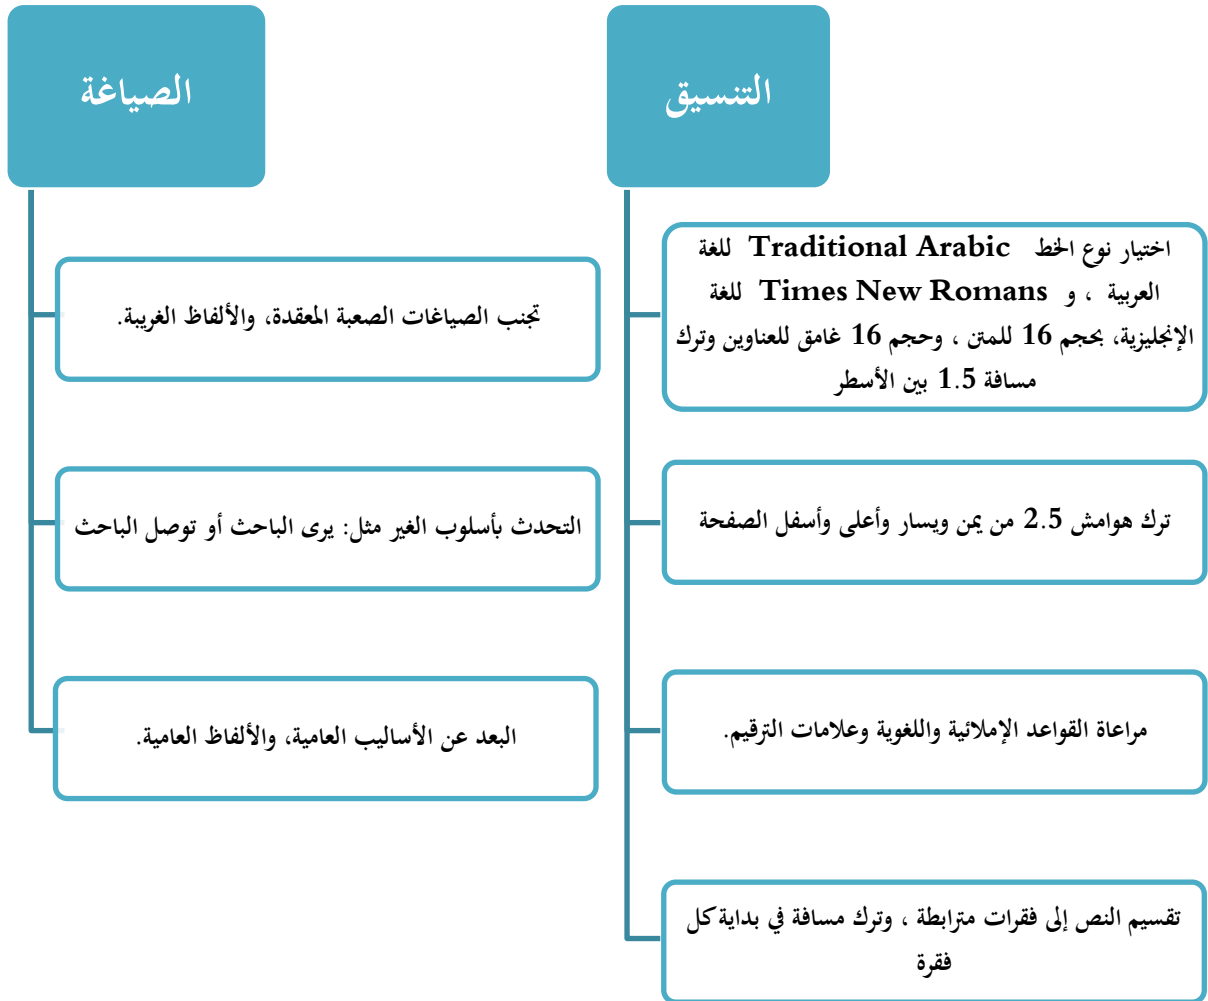 التنسيق
اختيار نوع الخط Traditional Arabic للغة
العربية ، و Times New Romans للغة
الإنجليزية، بحجم 16 للمتن ، وحجم 16 غامق للعناوين وترك
مسافة 1.5 بين الأسطر
ترك هوامش 2.5 من يمن ويسار وأعلى وأسفل الصفحة
مراعاة القواعد الإملائية واللغوية وعلامات الترقيم.
تقسيم النص إلى فقرات مترابطة ، وترك مسافة في بداية كل
فقرة
الصياغة
تجنب الصياغات الصعبة المعقدة، والألفاظ الغريبة.
التحدث بأسلوب الغير مثل: يرى الباحث أو توصل الباحث
البعد عن الأساليب العامية، والألفاظ العامية.